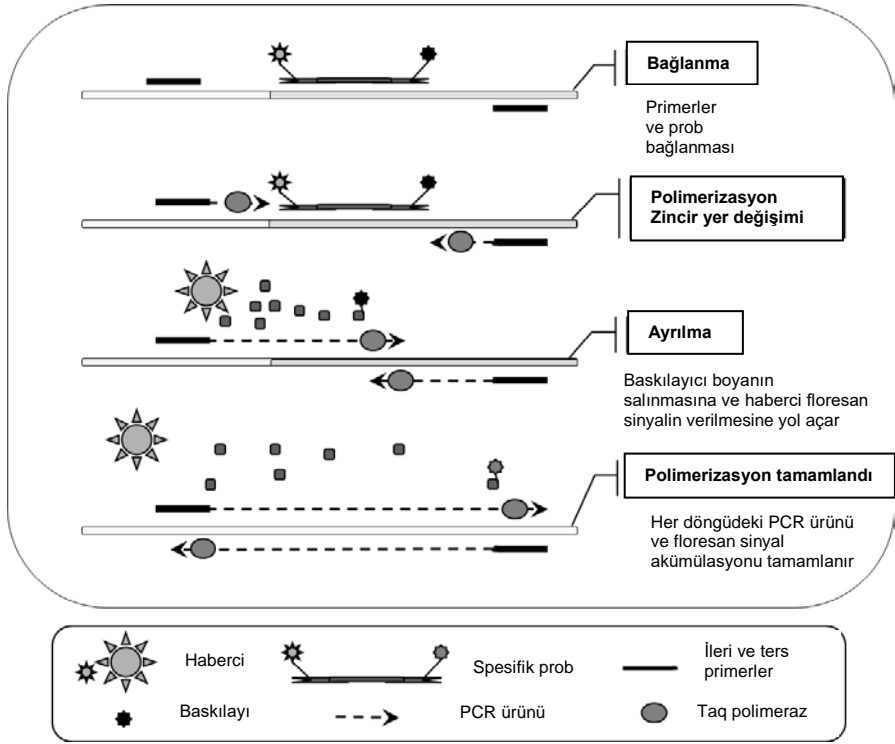 Bağlanma
Primerler
ve prob
bağlanması
Polimerizasyon
Zincir yer değişimi
Ayrılma
Baskılayıcı boyanın
salınmasına ve haberci floresan
sinyalin verilmesine yol açar
Polimerizasyon tamamlandı
Her döngüdeki PCR ürünü
ve floresan sinyal
akümülasyonu tamamlanır
Haberci
Spesifik prob
İleri ve ters
primerler
Baskılayı
PCR ürünü
Taq polimeraz